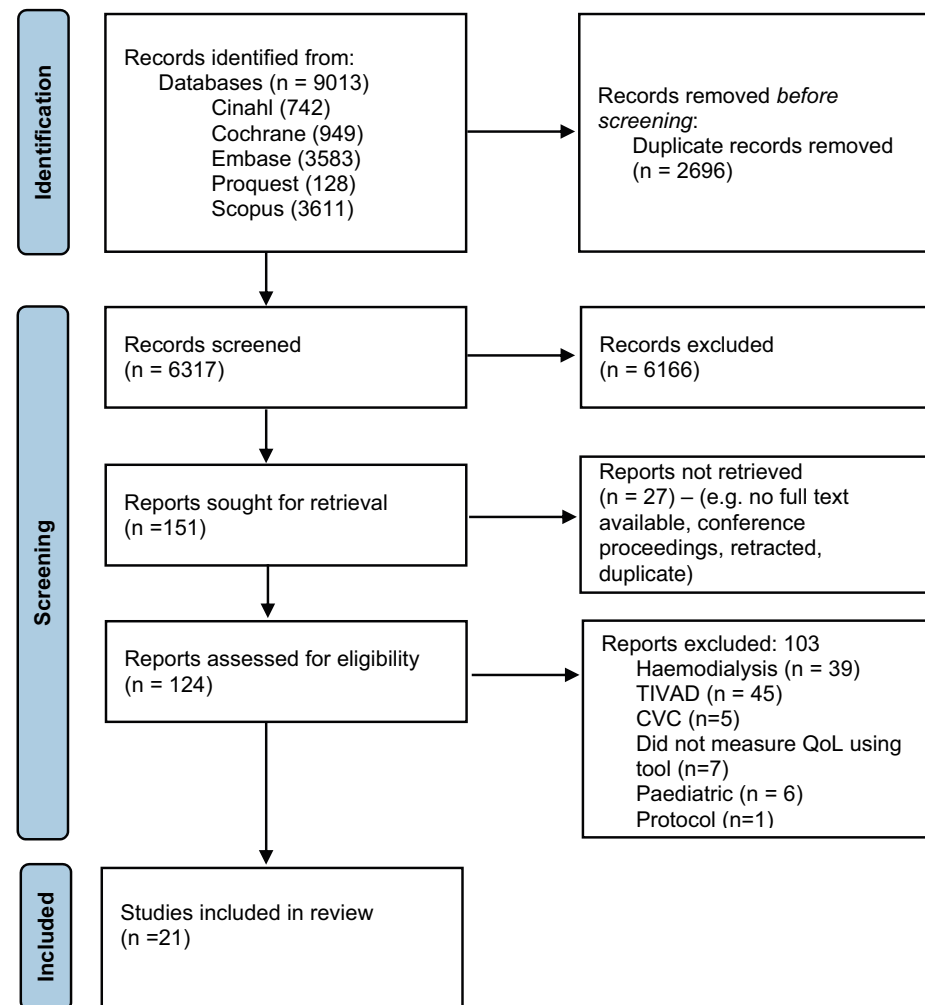 Identification
Records identified from:
Databases (n = 9013)
Cinahl (742)
Cochrane (949)
Embase (3583)
Proquest (128)
Scopus (3611)
Records removed before
screening:
Duplicate records removed
(n = 2696)
Screening
Records screened
(n = 6317)
Records excluded
(n = 6166)
Reports sought for retrieval
(n =151)
Reports not retrieved
(n = 27) – (e.g. no full text
available, conference
proceedings, retracted,
duplicate)
Reports assessed for eligibility
(n = 124)
Reports excluded: 103
Haemodialysis (n = 39)
TIVAD (n = 45)
CVC (n=5)
Did not measure QoL using
tool (n=7)
Paediatric (n = 6)
Protocol (n=1)
Included
Studies included in review
(n =21)